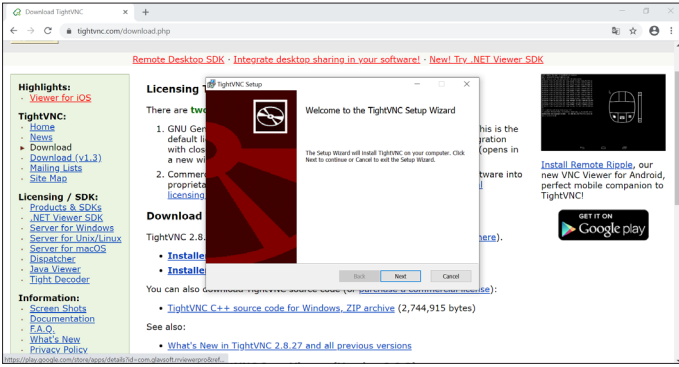 Download TightVNC
tightvnc.com/download.php
Remote Desktop SDK · Integrate desktop sharing in your software! · New! Try .NET Viewer SDK
Highlights:
Viewer for iOS
TightVNC:
Home
News
Download
Download (v1.3)
Mailing Lists
Site Map
Licensing / SDK:
Products & SDKs
.NET Viewer SDK
Server for Windows
Server for Unix/Linux
Server for macOS
Dispatcher
Java Viewer
Tight Decoder
Information:
Screen Shots
Documentation
F.A.Q.
What's New
Privacy Policy
https://play.google.com/store/apps/details?id=com.glavsoft.rviewerpro&ref...
Licensing
There are two
1. GNU Gen
his is the
default li
gration
with clos
(opens in
a new wi
2. Commerc
tware into
proprieta
licensing
Download
TightVNC 2.8.
here).
Installe
Installe
You can also download TightVNC source code (or purchase a commercial license):
TightVNC C++ source code for Windows, ZIP archive (2,744,915 bytes)
See also:
What's New in TightVNC 2.8.27 and all previous versions
TightVNC Setup
Welcome to the TightVNC Setup Wizard
The Setup Wizard will install TightVNC on your computer. Click
Next to continue or Cancel to exit the Setup Wizard.
Back
Next
Cancel
Install Remote Ripple, our
new VNC Viewer for Android,
perfect mobile companion to
TightVNC!
GET IT ON
Google play